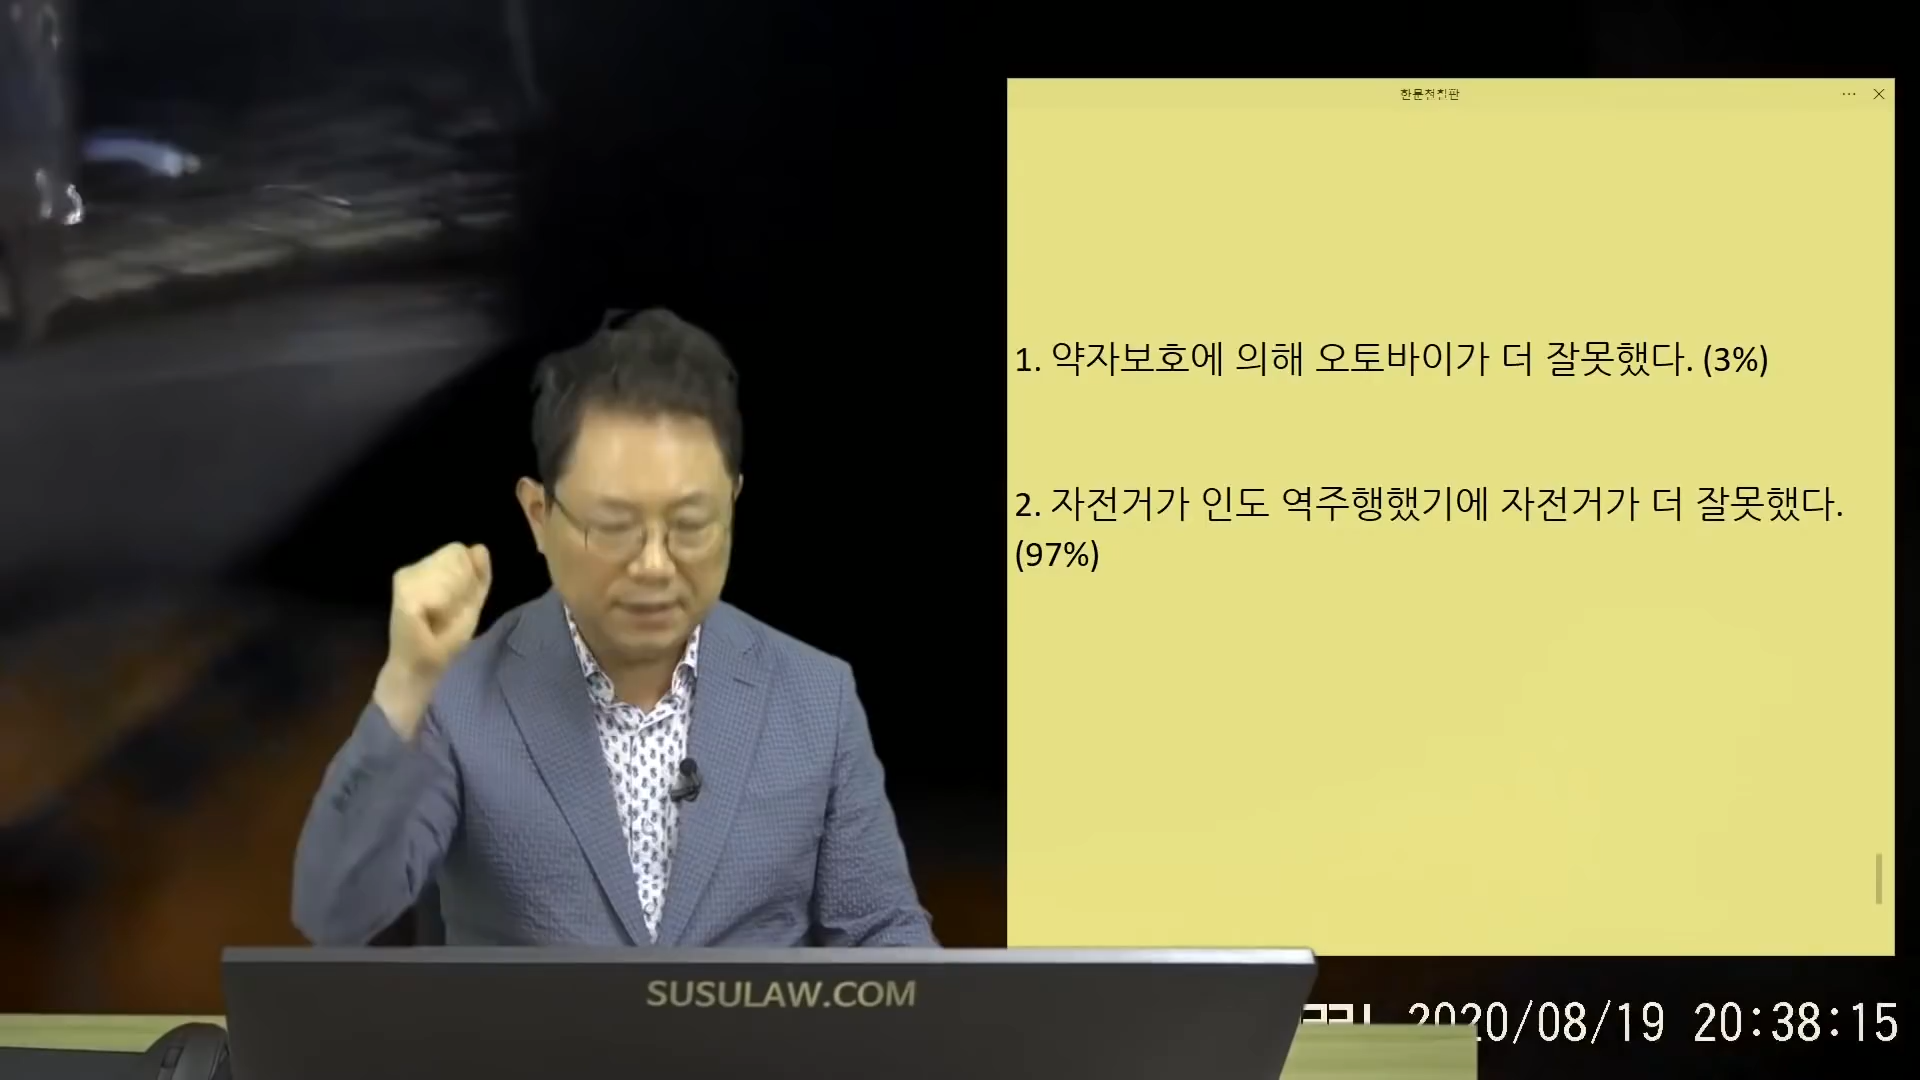 한문철칠판
1. 약자보호에 의해 오토바이가 더 잘못했다. (3%)
2. 자전거가 인도 역주행했기에 자전거가 더 잘못했다.
(97%)
SUSULAW.COM
2020/08/19 20:38:15